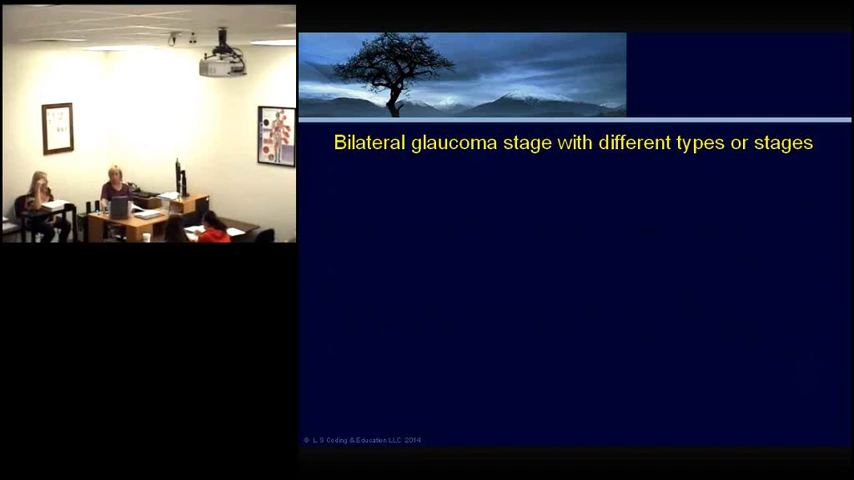 Bilateral glaucoma stage with different types or stages
© L S Coding & Education LLC 2014